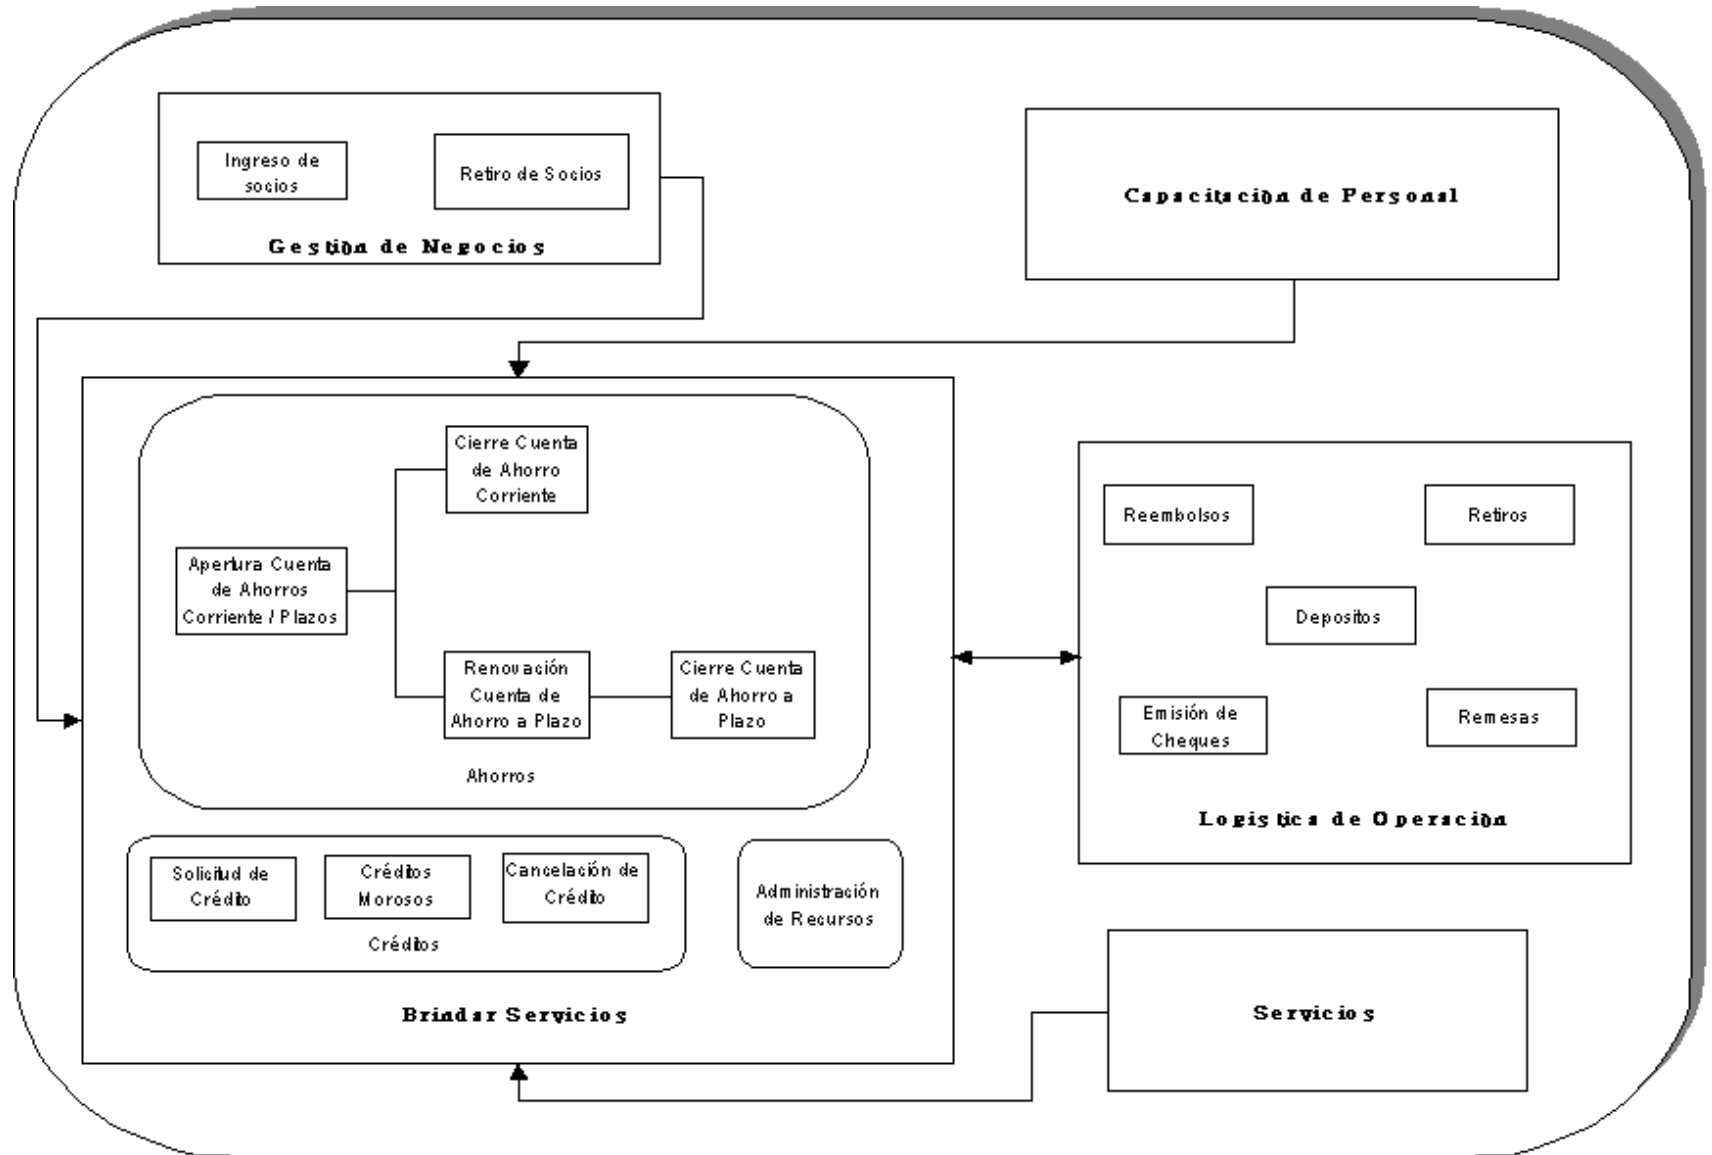 Ingreso de
socios
Retiro de Socios
Gestión de Negocios
Capacitación de Personal
Cierre Cuenta
de Ahorro
Corriente
Apertura Cuenta
de Ahorros
Corriente / Plazos
Renovación
Cuenta de
Ahorro a Plazo
Cierre Cuenta
de Ahorro a
Plazo
Ahorros
Solicitud de
Crédito
Créditos
Morosos
Cancelación de
Crédito
Créditos
Administración
de Recursos
Brindar Servicios
Reembolsos
Retiros
Depositos
Emisión de
Cheques
Remesas
Logística de Operación
Servicios